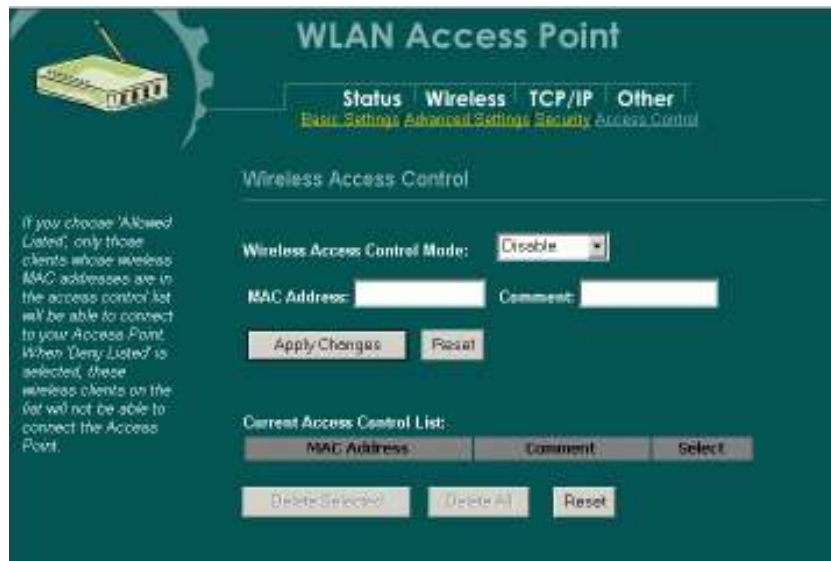 WLAN Access Point
Status Wireless TCP/IP Other
Basic Settings Advanced Settings Security Access Control
Wireless Access Control
If you choose 'Allowed
Listed', only those
clients whose wireless
MAC addresses are in
the access control list
will be able to connect
to your Access Point.
When 'Deny Listed' is
selected, these
wireless clients on the
list will not be able to
connect the Access
Point.
Wireless Access Control Mode: Disable
MAC Address: Comment:
Apply Changes Reset
Current Access Control List:
MAC Address Comment Select
Delete Selected Delete All Reset